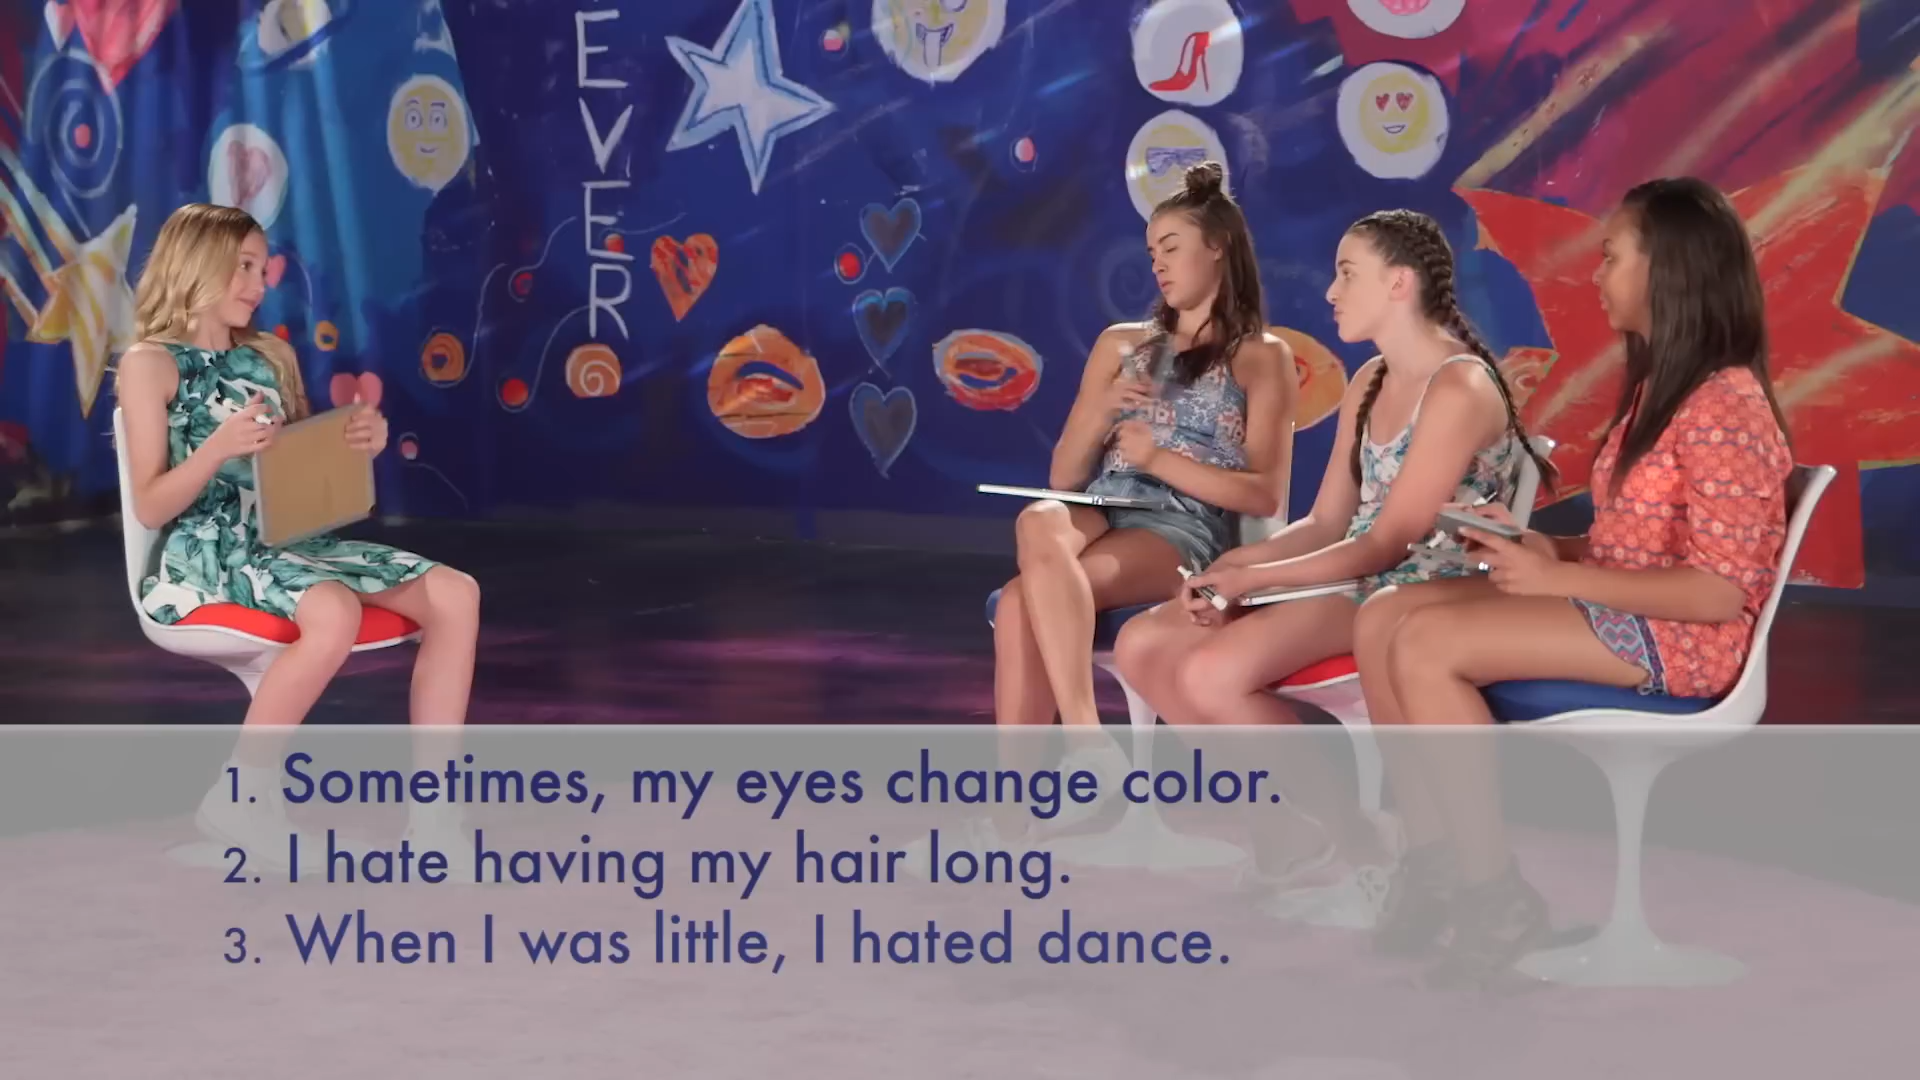 EVER
1. Sometimes, my eyes change color.
2. I hate having my hair long.
3. When I was little, I hated dance.